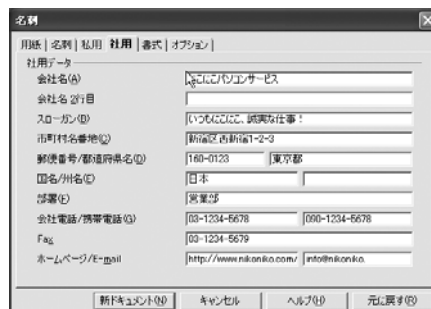 名刺
用紙 名刺 私用 社用 書式 オプション
社用データ
会社名(A) にこにこパソコンサービス
会社名 2行目
スローガン(B) いつもにこにこ、誠実な仕事!
市町村名番地(C) 新宿区西新宿1-2-3
郵便番号/都道府県名(D) 160-0123 東京都
国名/州名(E) 日本
部署(F) 営業部
会社電話/携帯電話(G) 03-1234-5678 090-1234-5678
Fax 03-1234-5679
ホームページ/E-mail http://www.nikoniko.com/ info@nikoniko.
新ドキュメント(N) キャンセル ヘルプ(H) 元に戻す(R)